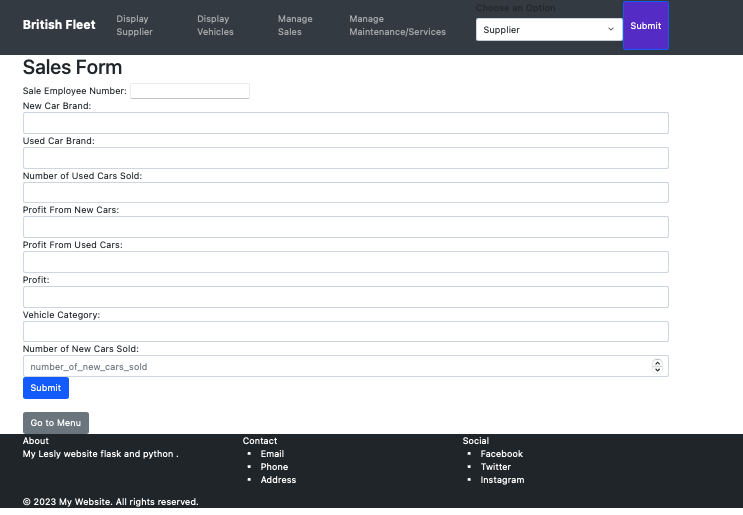 British Fleet
Display
Supplier
Display
Vehicles
Manage
Sales
Manage
Maintenance/Services
Choose an Option:
Supplier
Submit
Sales Form
Sale Employee Number:
New Car Brand:
Used Car Brand:
Number of Used Cars Sold:
Profit From New Cars:
Profit From Used Cars:
Profit:
Vehicle Category:
Number of New Cars Sold:
number_of_new_cars_sold
Submit
Go to Menu
About
My Lesly website flask and python .
Contact
Email
Phone
Address
Social
Facebook
Twitter
Instagram
© 2023 My Website. All rights reserved.